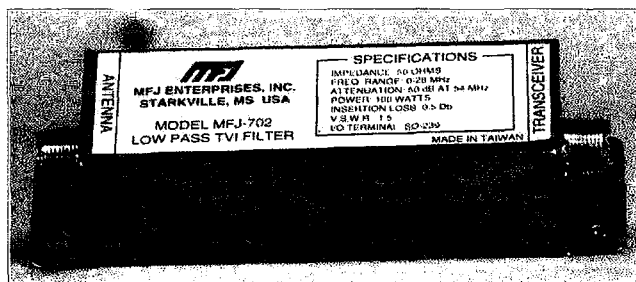 ANTENNA
MFJ
MFJ ENTERPRISES, INC.
STARKVILLE, MS USA
MODEL MFJ-702
LOW PASS TVI FILTER
SPECIFICATIONS
IMPEDANCE: 50 OHMS
FREQ. RANGE: 0-28 MHz
ATTENUATION: 50 dB AT 54 MHz
POWER: 100 WATTS
INSERTION LOSS: 0.5 Db
V.S.W.R. 1.5
I/O TERMINAL: SO-239
MADE IN TAIWAN
TRANSCEIVER